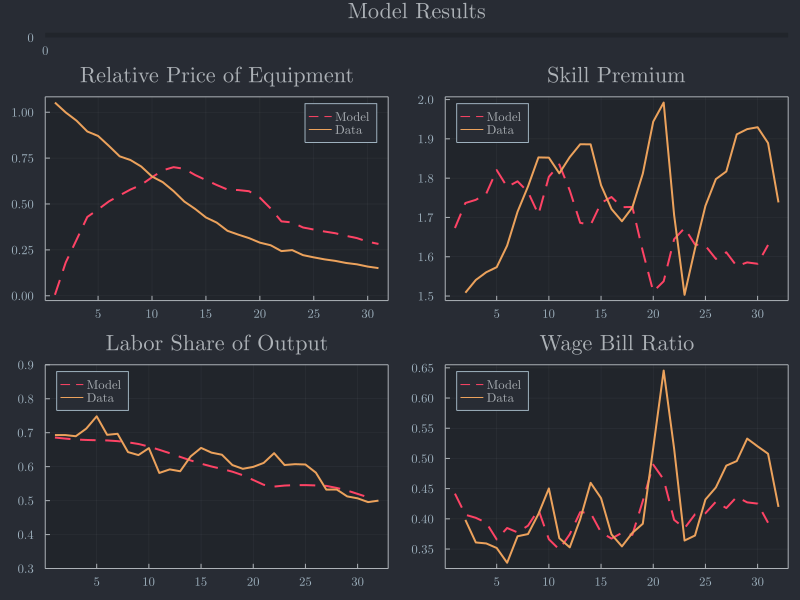 Model Results
0
0
Relative Price of Equipment
1.00
0.75
0.50
0.25
0.00
Model
Data
5 10 15 20 25 30
Skill Premium
2.0
1.9
1.8
1.7
1.6
1.5
Model
Data
5 10 15 20 25 30
Labor Share of Output
0.9
0.8
0.7
0.6
0.5
0.4
0.3
Model
Data
5 10 15 20 25 30
Wage Bill Ratio
0.65
0.60
0.55
0.50
0.45
0.40
0.35
Model
Data
5 10 15 20 25 30